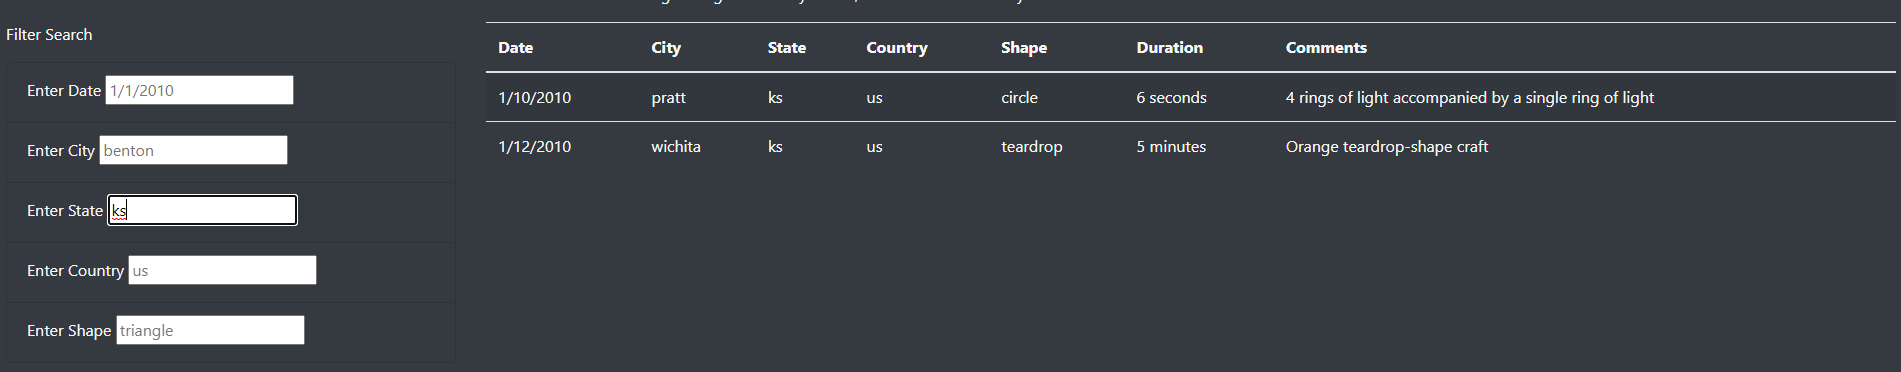 Filter Search
Enter Date 1/1/2010
Enter City benton
Enter State ks
Enter Country us
Enter Shape triangle
Date City State Country Shape Duration Comments
1/10/2010 pratt ks us circle 6 seconds 4 rings of light accompanied by a single ring of light
1/12/2010 wichita ks us teardrop 5 minutes Orange teardrop-shape craft